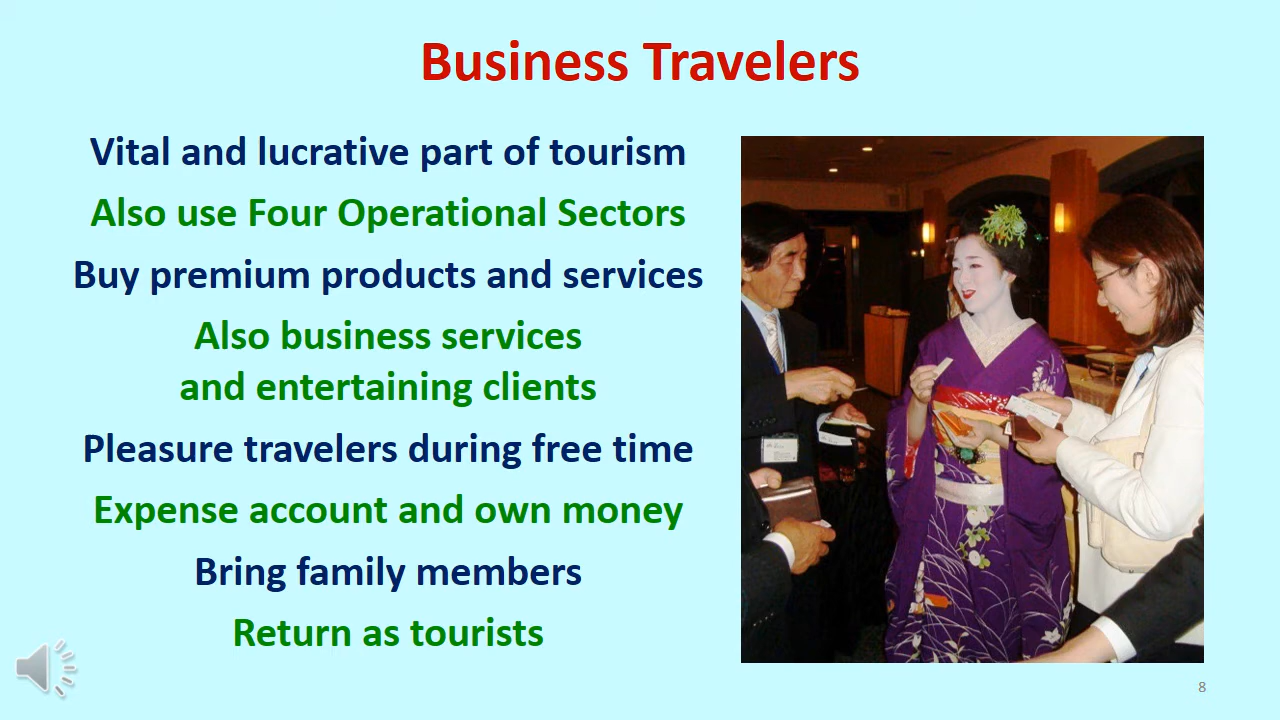 Business Travelers
Vital and lucrative part of tourism
Also use Four Operational Sectors
Buy premium products and services
Also business services
and entertaining clients
Pleasure travelers during free time
Expense account and own money
Bring family members
Return as tourists
8